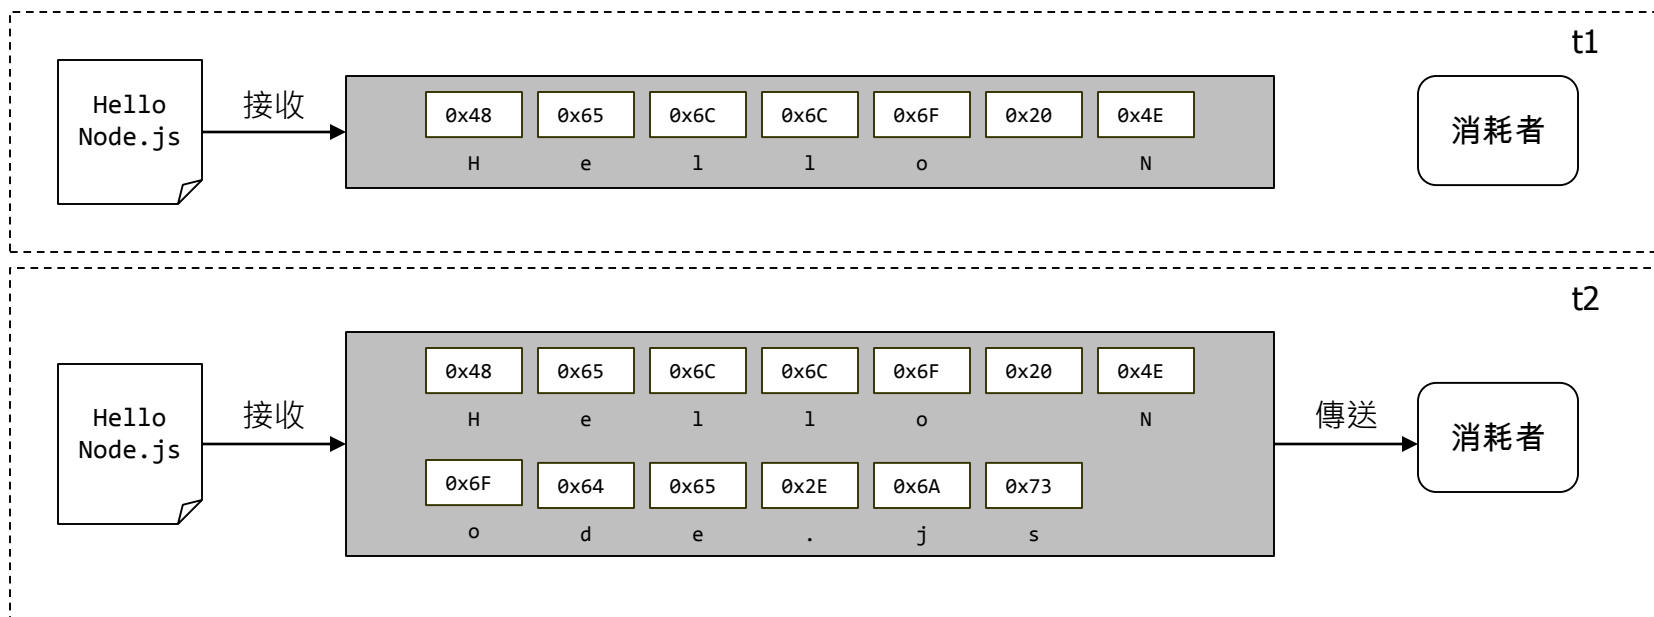 t1
Hello
Node.js
接收
0x48 0x65 0x6C 0x6C 0x6F 0x20 0x4E
H e l l o N
消耗者
t2
Hello
Node.js
接收
0x48 0x65 0x6C 0x6C 0x6F 0x20 0x4E
H e l l o N
0x6F 0x64 0x65 0x2E 0x6A 0x73
o d e . j s
傳送
消耗者